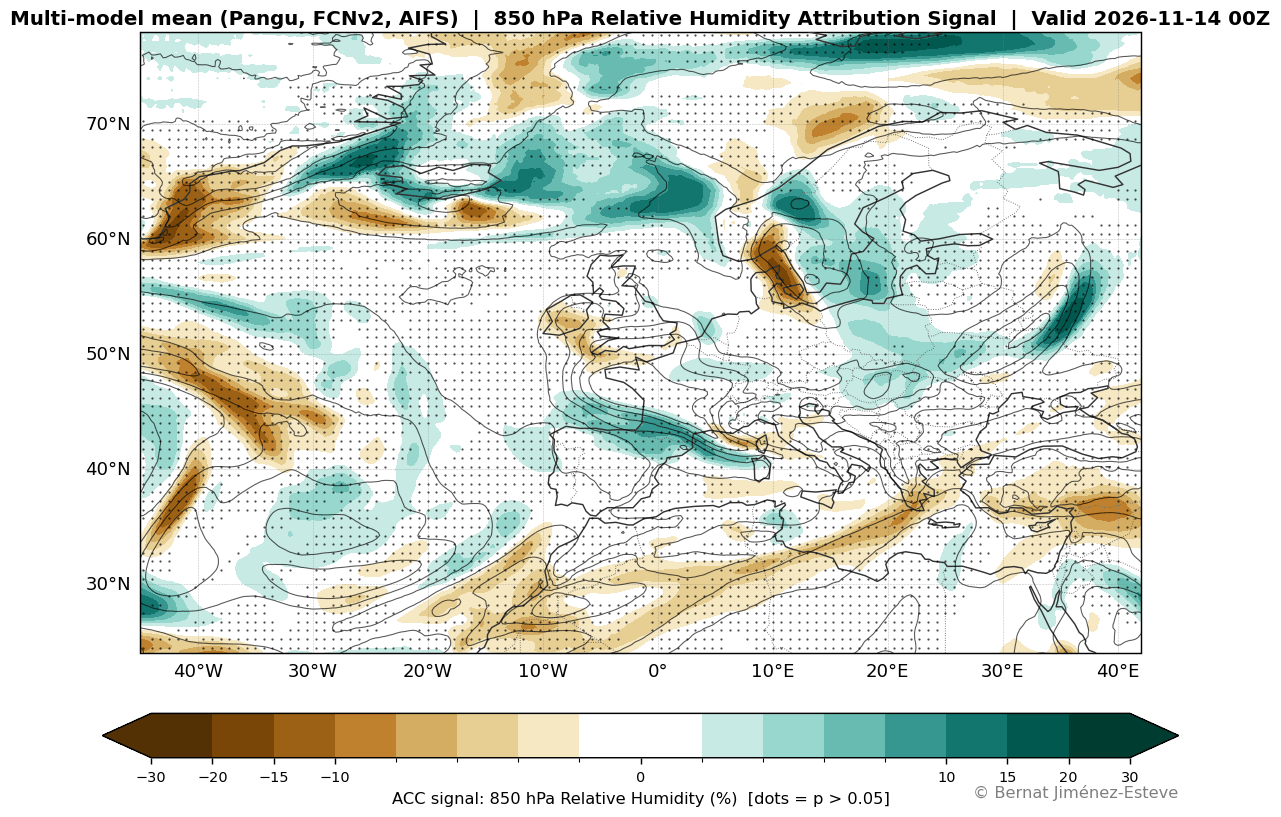 Multi-model mean (Pangu, FCNv2, AIFS)  |  850 hPa Relative Humidity Attribution Signal  |  Valid 2026-11-14 00Z
70°N
60°N
50°N
40°N
30°N
40°W 30°W 20°W 10°W 0° 10°E 20°E 30°E 40°E
−30 −20 −15 −10 0 10 15 20 30
ACC signal: 850 hPa Relative Humidity (%)  [dots = p > 0.05]
© Bernat Jiménez-Esteve